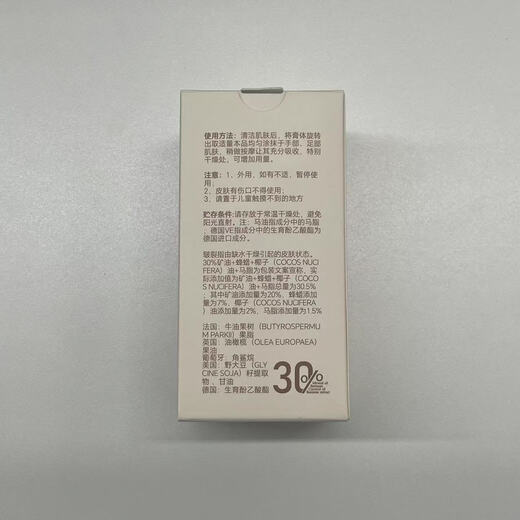 使用方法：清洁肌肤后，将膏体旋转
出取适量本品均匀涂抹于手部、足部
肌肤，稍做按摩让其充分吸收，特别
干燥处，可增加用量。
注意：1、外用，如有不适，暂停使
用；
2、皮肤有伤口不得使用；
3、请置于儿童触摸不到的地方
贮存条件:请存放于常温干燥处，避免
阳光直射。注：马油指成分中的马脂
；德国VE指成分中的生育酚乙酸酯为
德国进口成分。
皲裂指由缺水干燥引起的皮肤状态。
30%矿油+蜂蜡+椰子（COCOS NUCI
FERA）油+马脂为包装文案宣称，实
际添加值为矿油+蜂蜡+椰子（COCO
S NUCIFERA）油+马脂总量为30.5%
；其中矿油添加量为20%，蜂蜡添加
量为7%，椰子（COCOS NUCIFERA）
油添加量为2%，马脂添加量为1.5%
法国：牛油果树（BUTYROSPERMU
M PARKII）果脂
英国：油橄榄（OLEA EUROPAEA）
果油
葡萄牙：角鲨烷
美国：野大豆（GLY
CINE SOJA）籽提取
物 、甘油
德国：生育酚乙酸酯
30%